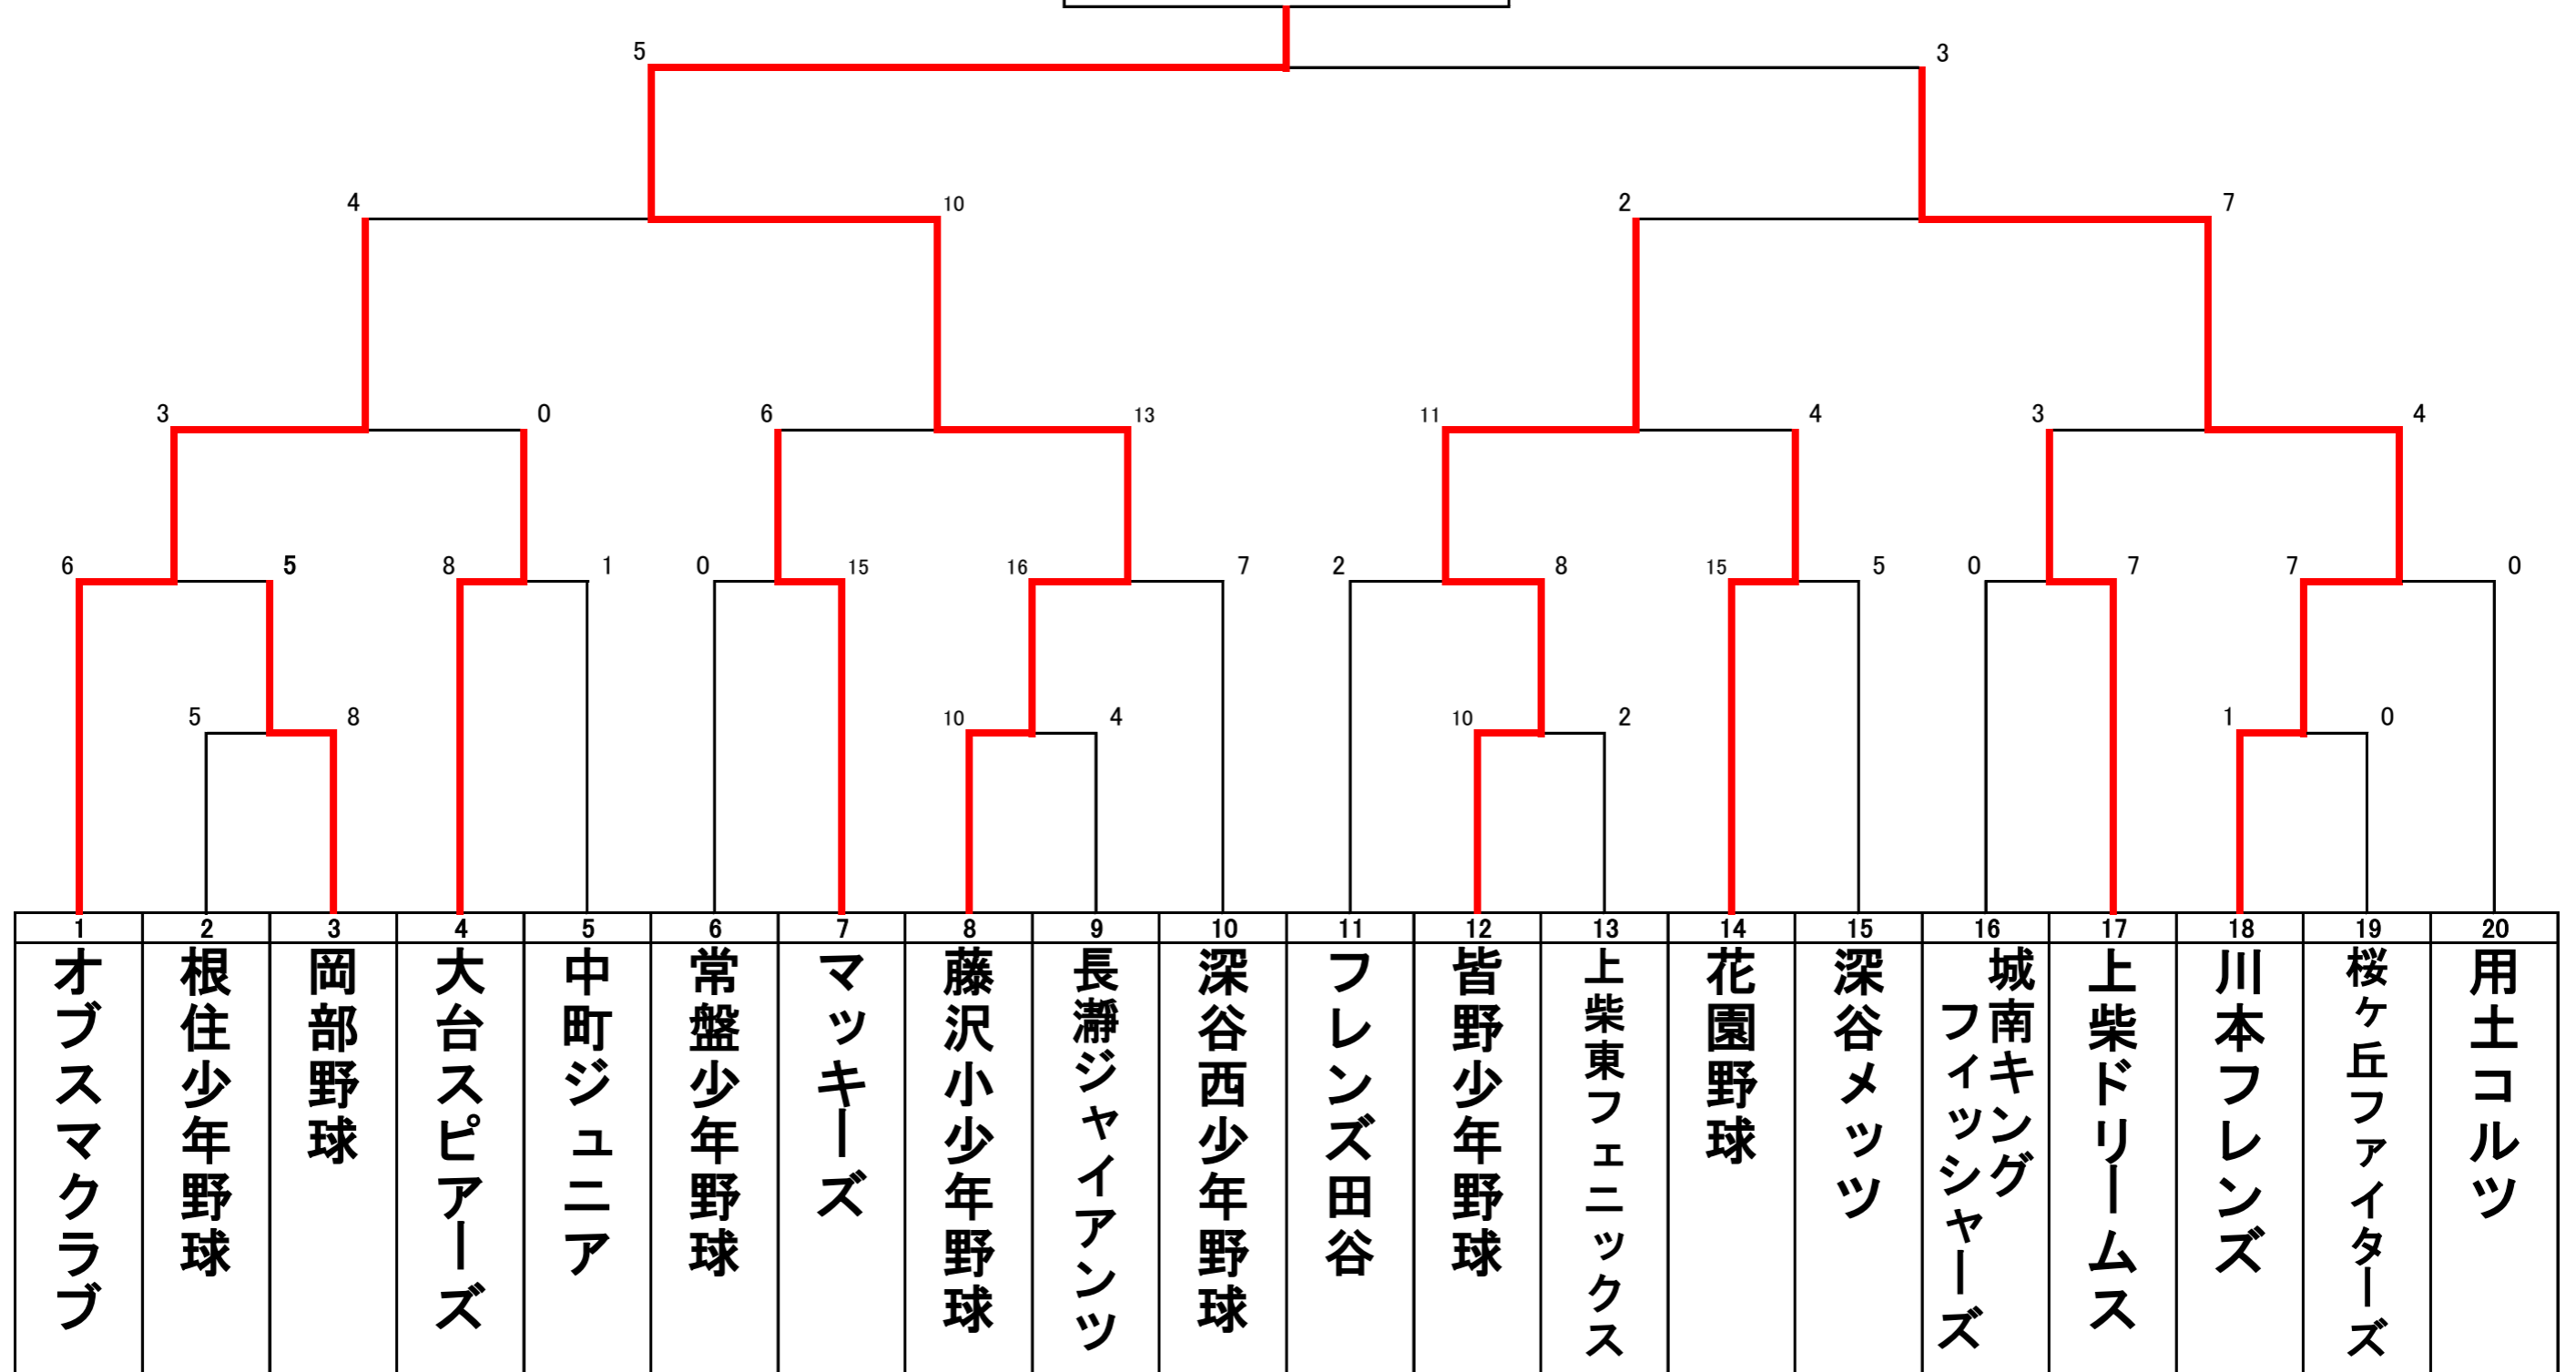 5 3
4 10 2 7
3 0 6 13 11 4 3 4
6 5 8 1 0 15 16 7 2 8 15 5 0 7 7 0
5 8 10 4 10 2 1 0
1 2 3 4 5 6 7 8 9 10 11 12 13 14 15 16 17 18 19 20
オブスマクラブ
根住少年野球
岡部野球
大台スピアーズ
中町ジュニア
常盤少年野球
マッキーズ
藤沢小少年野球
長瀞ジャイアンツ
深谷西少年野球
フレンズ田谷
皆野少年野球
上柴東フェニックス
花園野球
深谷メッツ
城南キング
フィッシャーズ
上柴ドリームス
川本フレンズ
桜ヶ丘ファイターズ
用土コルツ